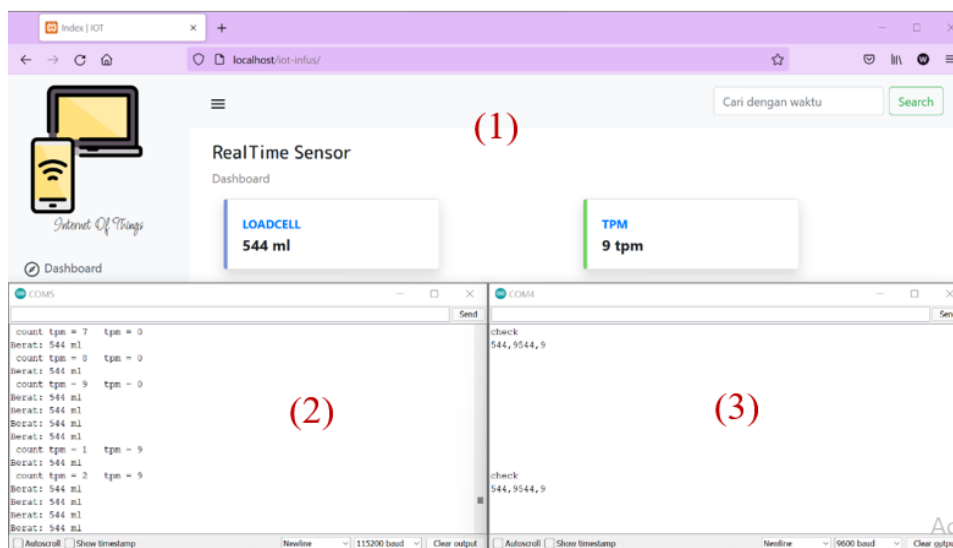 Index | IOT
localhost/iot-infus/
Cari dengan waktu
Search
(1)
RealTime Sensor
Dashboard
Internet Of Things
LOADCELL
544 ml
TPM
9 tpm
Dashboard
COM5
Send
count tpm = 7 tpm = 0
Berat: 544 ml
count tpm = 8 tpm = 0
Berat: 544 ml
count tpm = 9 tpm = 0
Berat: 544 ml
Berat: 544 ml
Berat: 544 ml
Berat: 544 ml
count tpm = 1 tpm = 9
Berat: 544 ml
count tpm = 2 tpm = 9
Berat: 544 ml
Berat: 544 ml
Berat: 544 ml
Berat: 544 ml
(2)
Autoscroll Show timestamp
Newline
115200 baud
Clear output
COM4
Sen
check
544,9544,9
(3)
check
544,9544,9
Ac
Autoscroll Show timestamp
Newline
9600 baud
Clear output